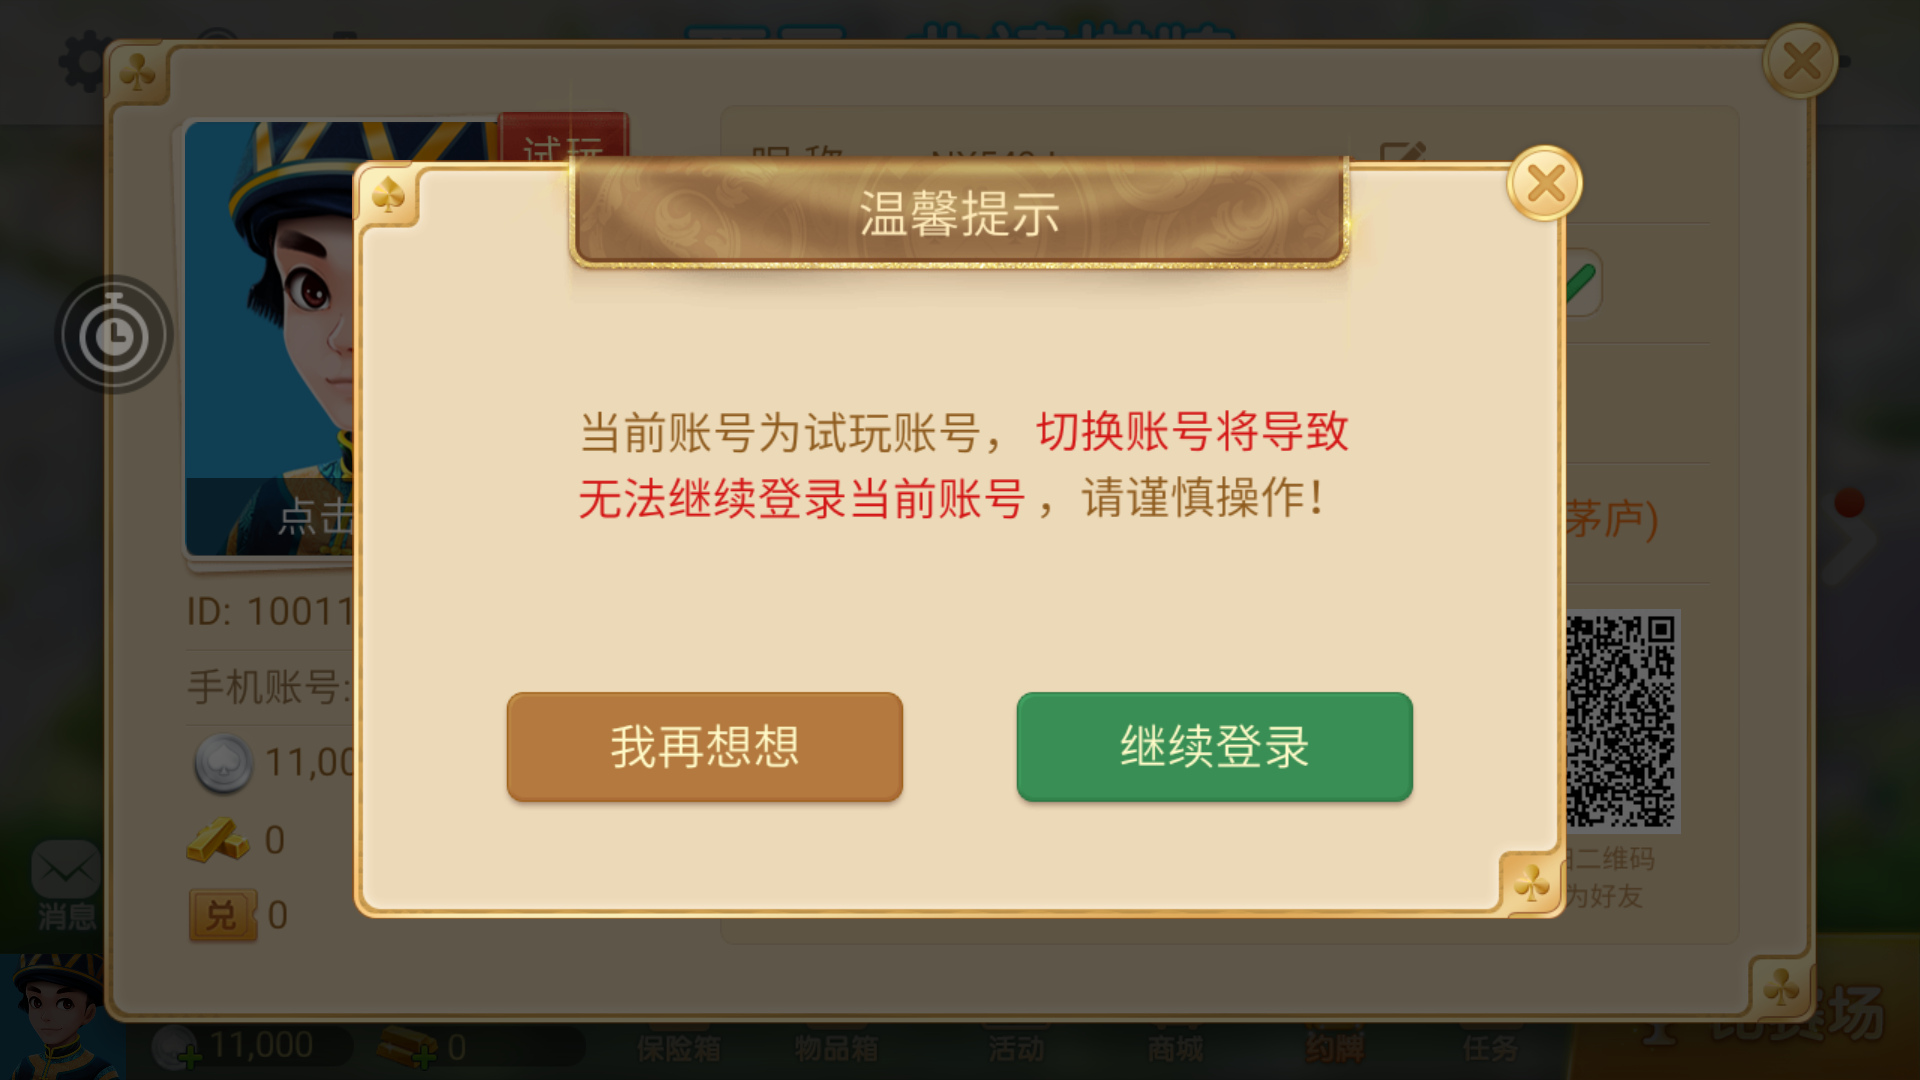 试玩
温馨提示
当前账号为试玩账号，切换账号将导致
无法继续登录当前账号，请谨慎操作！
点击
茅庐)
ID: 10011
手机账号:
11,00
0
0
我再想想
继续登录
二维码
为好友
消息
11,000
0
保险箱
物品箱
活动
商城
约牌
任务
比赛场
兑